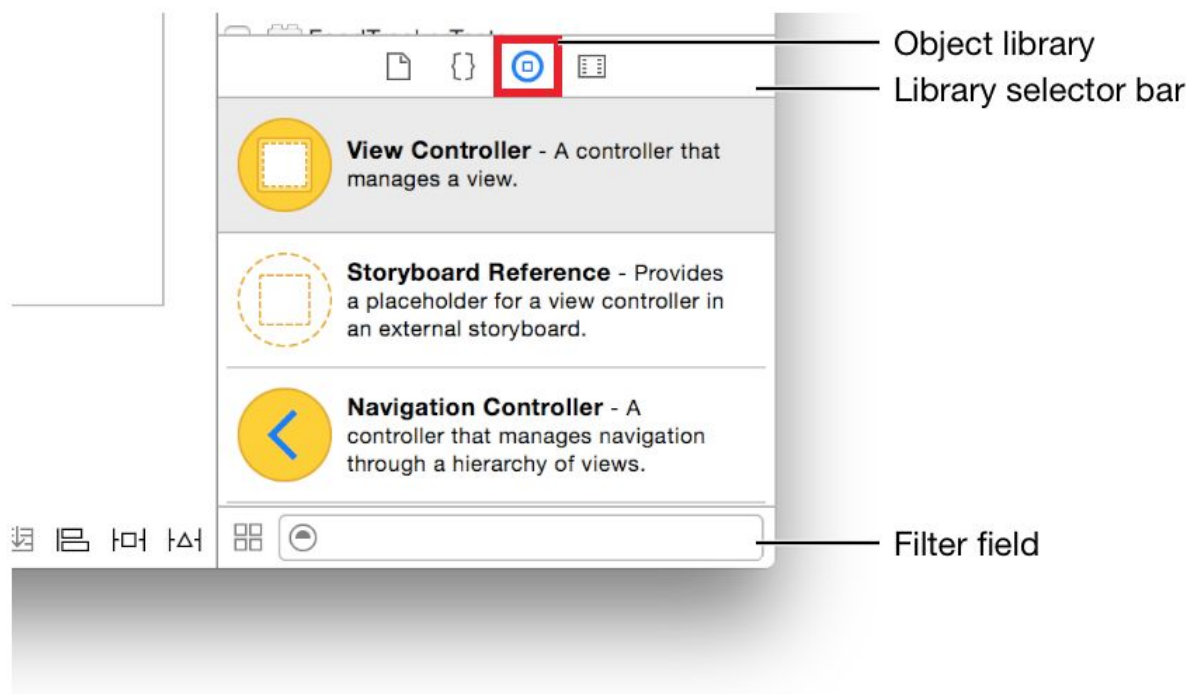 Object library
Library selector bar
View Controller - A controller that
manages a view.
Storyboard Reference - Provides
a placeholder for a view controller in
an external storyboard.
Navigation Controller - A
controller that manages navigation
through a hierarchy of views.
Filter field